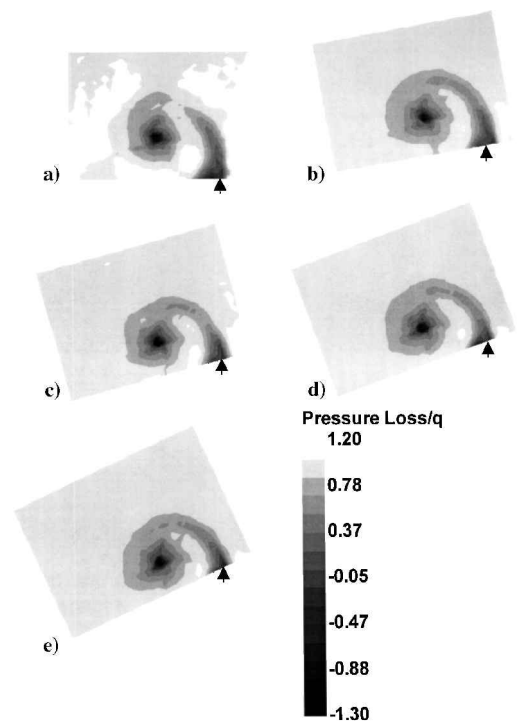 a)
b)
c)
d)
Pressure Loss/q
1.20
0.78
0.37
-0.05
-0.47
-0.88
-1.30
e)